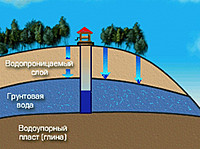 Водопроницаемый
слой
Грунтовая
вода
Водоупорный
пласт (глина)